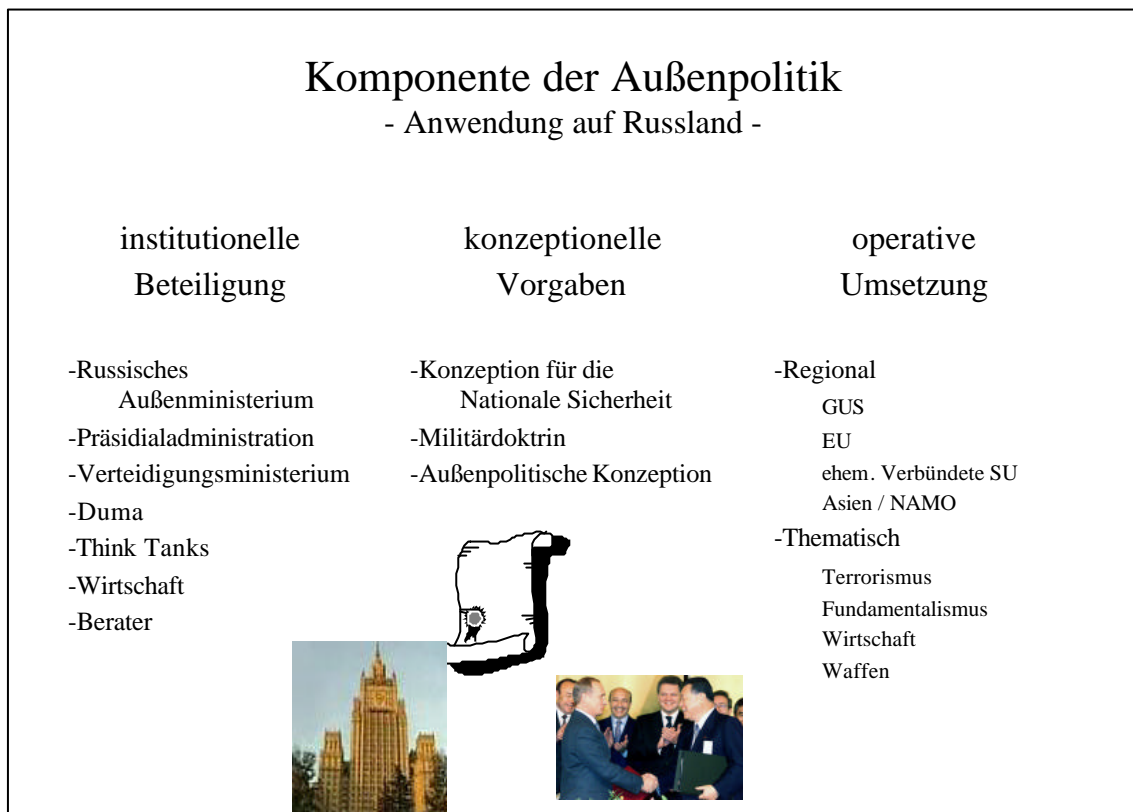 Komponente der Außenpolitik
- Anwendung auf Russland -
institutionelle
Beteiligung
-Russisches
Außenministerium
-Präsidialadministration
-Verteidigungsministerium
-Duma
-Think Tanks
-Wirtschaft
-Berater
konzeptionelle
Vorgaben
-Konzeption für die
Nationale Sicherheit
-Militärdoktrin
-Außenpolitische Konzeption
operative
Umsetzung
-Regional
GUS
EU
ehem. Verbündete SU
Asien / NAMO
-Thematisch
Terrorismus
Fundamentalismus
Wirtschaft
Waffen